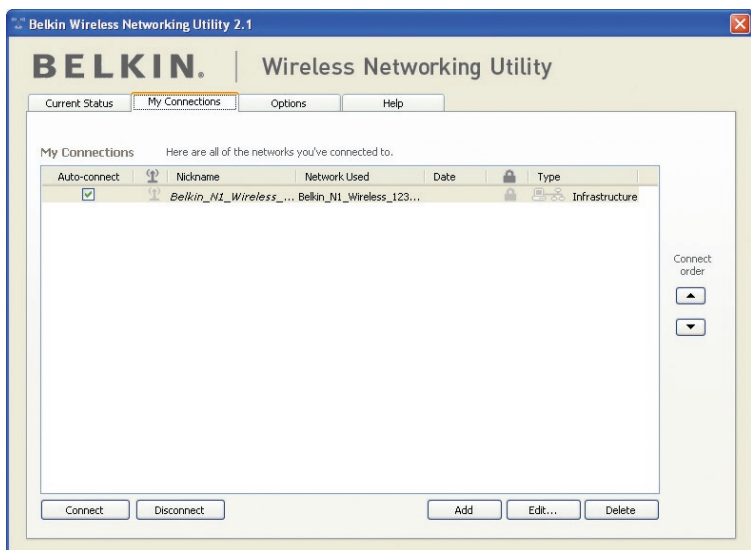 Belkin Wireless Networking Utility 2.1
BELKIN. | Wireless Networking Utility
Current Status My Connections Options Help
My Connections Here are all of the networks you've connected to.
Auto-connect Nickname Network Used Date Type
Belkin_N1_Wireless_... Belkin_N1_Wireless_123... Infrastructure
Connect
order
Connect Disconnect Add Edit... Delete